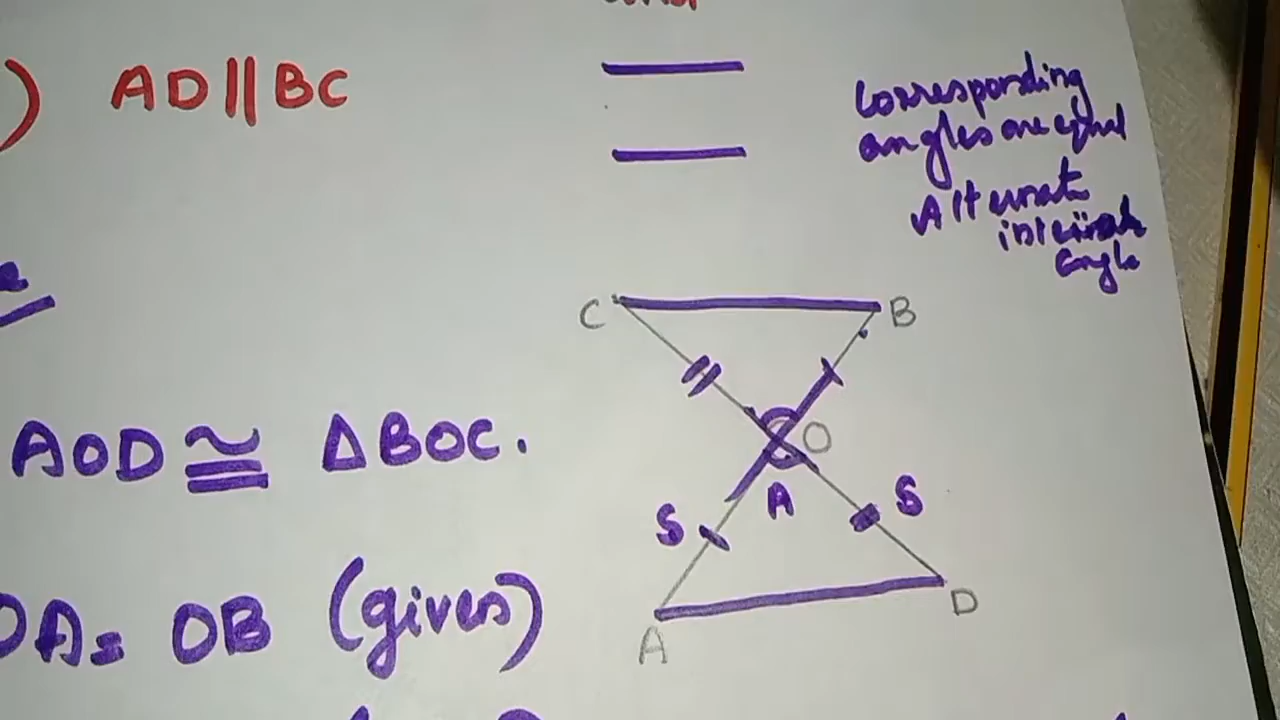 ) AD || BC
Corresponding
angles are equal
Alternate
interior
angle
C B
O
AOD ≅ ΔBOC.
S A S
OA = OB (given)
A D